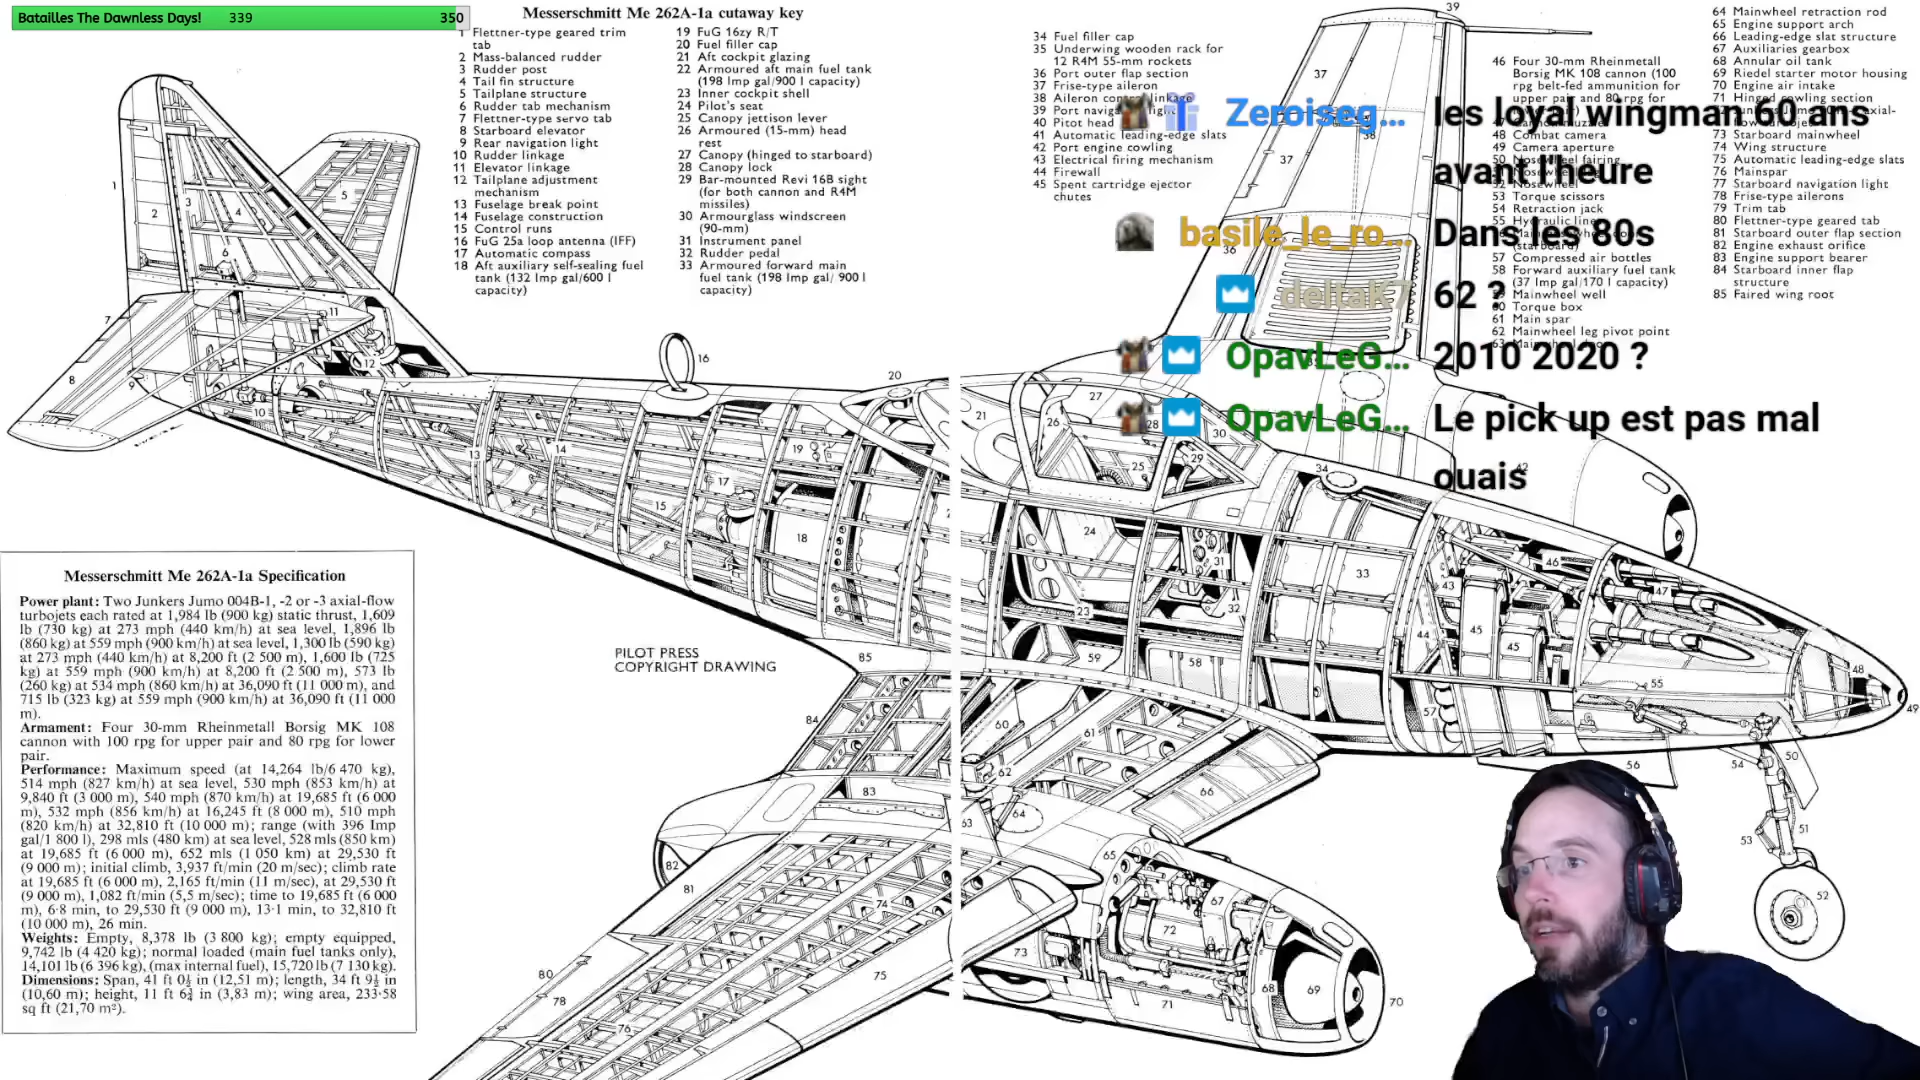 Batailles The Dawnless Days!
339
350
Messerschmitt Me 262A-1a cutaway key
1 Flettner-type geared trim
tab
2 Mass-balanced rudder
3 Rudder post
4 Tail fin structure
5 Tailplane structure
6 Rudder tab mechanism
7 Flettner-type servo tab
8 Starboard elevator
9 Rear navigation light
10 Rudder linkage
11 Elevator linkage
12 Tailplane adjustment
mechanism
13 Fuselage break point
14 Fuselage construction
15 Control runs
16 FuG 25a loop antenna (IFF)
17 Automatic compass
18 Aft auxiliary self-sealing fuel
tank (132 Imp gal/600 l
capacity)
19 FuG 16zy R/T
20 Fuel filler cap
21 Aft cockpit glazing
22 Armoured aft main fuel tank
(198 Imp gal/900 l capacity)
23 Inner cockpit shell
24 Pilot's seat
25 Canopy jettison lever
26 Armoured (15-mm) head
rest
27 Canopy (hinged to starboard)
28 Canopy lock
29 Bar-mounted Revi 16B sight
(for both cannon and R4M
missiles)
30 Armourglass windscreen
(90-mm)
31 Instrument panel
32 Rudder pedal
33 Armoured forward main
fuel tank (198 Imp gal/ 900 l
capacity)
34 Fuel filler cap
35 Underwing wooden rack for
12 R4M 55-mm rockets
36 Port outer flap section
37 Frise-type aileron
38 Aileron control linkage
39 Port navigation light
40 Pitot head
41 Automatic leading-edge slats
42 Port engine cowling
43 Electrical firing mechanism
44 Firewall
45 Spent cartridge ejector
chutes
46 Four 30-mm Rheinmetall
Borsig MK 108 cannon (100
rpg belt-fed ammunition for
upper pair and 80 rpg for
48 Combat camera
49 Camera aperture
50 Nosewheel fairing
52 Nosewheel
53 Torque scissors
54 Retraction jack
55 Hydraulic lines
(starboard)
57 Compressed air bottles
58 Forward auxiliary fuel tank
(37 Imp gal/170 l capacity)
59 Mainwheel well
60 Torque box
61 Main spar
62 Mainwheel leg pivot point
64 Mainwheel retraction rod
65 Engine support arch
66 Leading-edge slat structure
67 Auxiliaries gearbox
68 Annular oil tank
69 Riedel starter motor housing
70 Engine air intake
71 Hinged cowling section
73 Starboard mainwheel
74 Wing structure
75 Automatic leading-edge slats
76 Mainspar
77 Starboard navigation light
78 Frise-type ailerons
79 Trim tab
80 Flettner-type geared tab
81 Starboard outer flap section
82 Engine exhaust orifice
83 Engine support bearer
84 Starboard inner flap
structure
85 Faired wing root
Zeroiseg... les loyal wingman 60 ans
avant l'heure
basile_le_ro... Dans les 80s
deltaK7 62 ?
OpavLeG... 2010 2020 ?
OpavLeG... Le pick up est pas mal
ouais
PILOT PRESS
COPYRIGHT DRAWING
Messerschmitt Me 262A-1a Specification
Power plant: Two Junkers Jumo 004B-1, -2 or -3 axial-flow
turbojets each rated at 1,984 lb (900 kg) static thrust, 1,609
lb (730 kg) at 273 mph (440 km/h) at sea level, 1,896 lb
(860 kg) at 559 mph (900 km/h) at sea level, 1,300 lb (590 kg)
at 273 mph (440 km/h) at 8,200 ft (2 500 m), 1,600 lb (725
kg) at 559 mph (900 km/h) at 8,200 ft (2 500 m), 573 lb
(260 kg) at 534 mph (860 km/h) at 36,090 ft (11 000 m), and
715 lb (323 kg) at 559 mph (900 km/h) at 36,090 ft (11 000
m).
Armament: Four 30-mm Rheinmetall Borsig MK 108
cannon with 100 rpg for upper pair and 80 rpg for lower
pair.
Performance: Maximum speed (at 14,264 lb/6 470 kg),
514 mph (827 km/h) at sea level, 530 mph (853 km/h) at
9,840 ft (3 000 m), 540 mph (870 km/h) at 19,685 ft (6 000
m), 532 mph (856 km/h) at 16,245 ft (8 000 m), 510 mph
(820 km/h) at 32,810 ft (10 000 m); range (with 396 Imp
gal/1 800 l), 298 mls (480 km) at sea level, 528 mls (850 km)
at 19,685 ft (6 000 m), 652 mls (1 050 km) at 29,530 ft
(9 000 m); initial climb, 3,937 ft/min (20 m/sec); climb rate
at 19,685 ft (6 000 m), 2,165 ft/min (11 m/sec), at 29,530 ft
(9 000 m), 1,082 ft/min (5,5 m/sec); time to 19,685 ft (6 000
m), 6·8 min, to 29,530 ft (9 000 m), 13·1 min, to 32,810 ft
(10 000 m), 26 min.
Weights: Empty, 8,378 lb (3 800 kg); empty equipped,
9,742 lb (4 420 kg); normal loaded (main fuel tanks only),
14,101 lb (6 396 kg), (max internal fuel), 15,720 lb (7 130 kg).
Dimensions: Span, 41 ft 0½ in (12,51 m); length, 34 ft 9½ in
(10,60 m); height, 11 ft 6¾ in (3,83 m); wing area, 233·58
sq ft (21,70 m²).